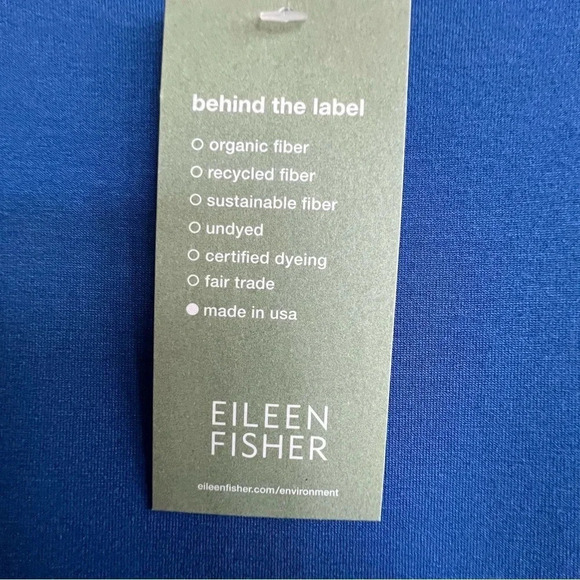 behind the label
organic fiber
recycled fiber
sustainable fiber
undyed
certified dyeing
fair trade
made in usa
EILEEN
FISHER
eileenfisher.com/environment